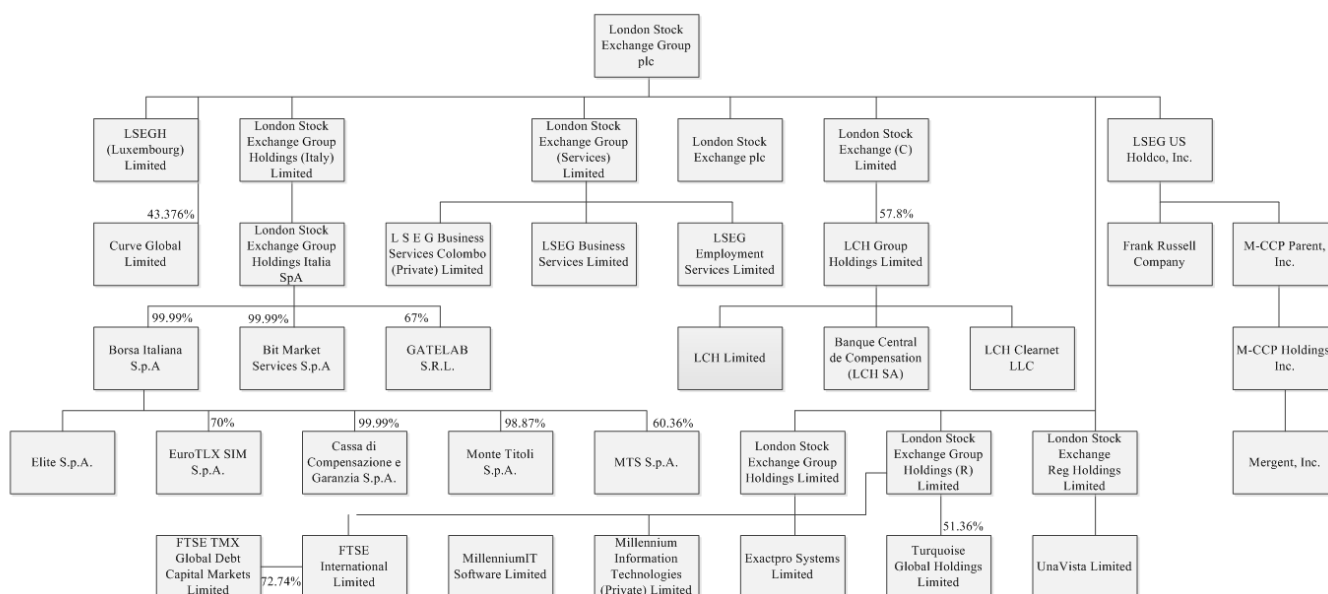 London Stock
Exchange Group
plc
LSEGH
(Luxembourg)
Limited
London Stock
Exchange Group
Holdings (Italy)
Limited
London Stock
Exchange Group
(Services)
Limited
London Stock
Exchange plc
London Stock
Exchange (C)
Limited
LSEG US
Holdco, Inc.
43.376%
57.8%
Curve Global
Limited
London Stock
Exchange Group
Holdings Italia
SpA
L S E G Business
Services Colombo
(Private) Limited
LSEG Business
Services Limited
LSEG
Employment
Services Limited
LCH Group
Holdings Limited
Frank Russell
Company
M-CCP Parent,
Inc.
99.99%
99.99%
67%
Borsa Italiana
S.p.A
Bit Market
Services S.p.A
GATELAB
S.R.L.
LCH Limited
Banque Central
de Compensation
(LCH SA)
LCH Clearnet
LLC
M-CCP Holdings,
Inc.
70%
99.99%
98.87%
60.36%
Elite S.p.A.
EuroTLX SIM
S.p.A.
Cassa di
Compensazione e
Garanzia S.p.A.
Monte Titoli
S.p.A.
MTS S.p.A.
London Stock
Exchange Group
Holdings Limited
London Stock
Exchange Group
Holdings (R)
Limited
London Stock
Exchange
Reg Holdings
Limited
Mergent, Inc.
51.36%
FTSE TMX
Global Debt
Capital Markets
Limited
72.74%
FTSE
International
Limited
MillenniumIT
Software Limited
Millennium
Information
Technologies
(Private) Limited
Exactpro Systems
Limited
Turquoise
Global Holdings
Limited
UnaVista Limited